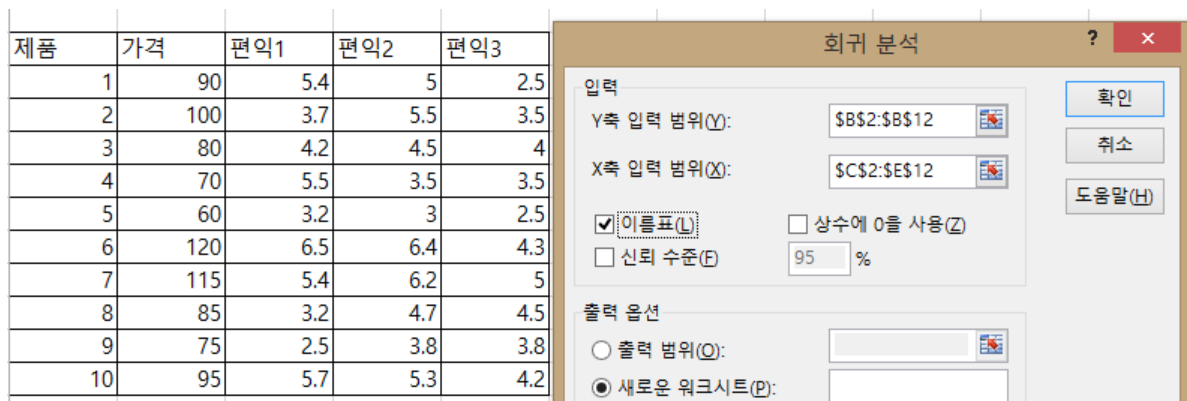 제품 가격 편익1 편익2 편익3
1 90 5.4 5 2.5
2 100 3.7 5.5 3.5
3 80 4.2 4.5 4
4 70 5.5 3.5 3.5
5 60 3.2 3 2.5
6 120 6.5 6.4 4.3
7 115 5.4 6.2 5
8 85 3.2 4.7 4.5
9 75 2.5 3.8 3.8
10 95 5.7 5.3 4.2
회귀 분석 ? ×
입력
Y축 입력 범위(Y): $B$2:$B$12
X축 입력 범위(X): $C$2:$E$12
이름표(L) 상수에 0을 사용(Z)
신뢰 수준(F) 95 %
출력 옵션
출력 범위(O):
새로운 워크시트(P):
확인
취소
도움말(H)